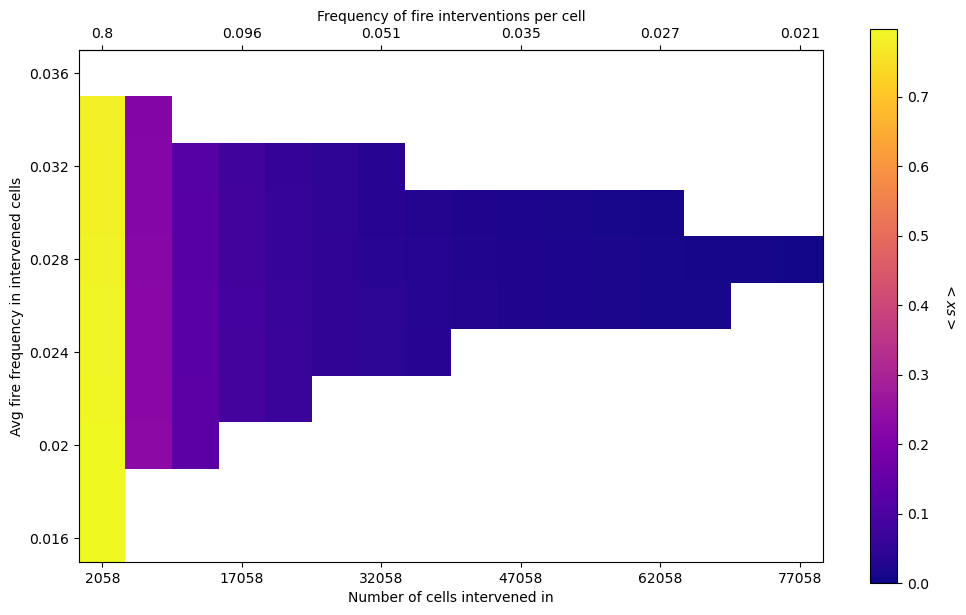 Frequency of fire interventions per cell
0.8 0.096 0.051 0.035 0.027 0.021
Avg fire frequency in intervened cells
0.036
0.032
0.028
0.024
0.02
0.016
2058 17058 32058 47058 62058 77058
Number of cells intervened in
0.7
0.6
0.5
0.4
0.3
0.2
0.1
0.0
< sx >